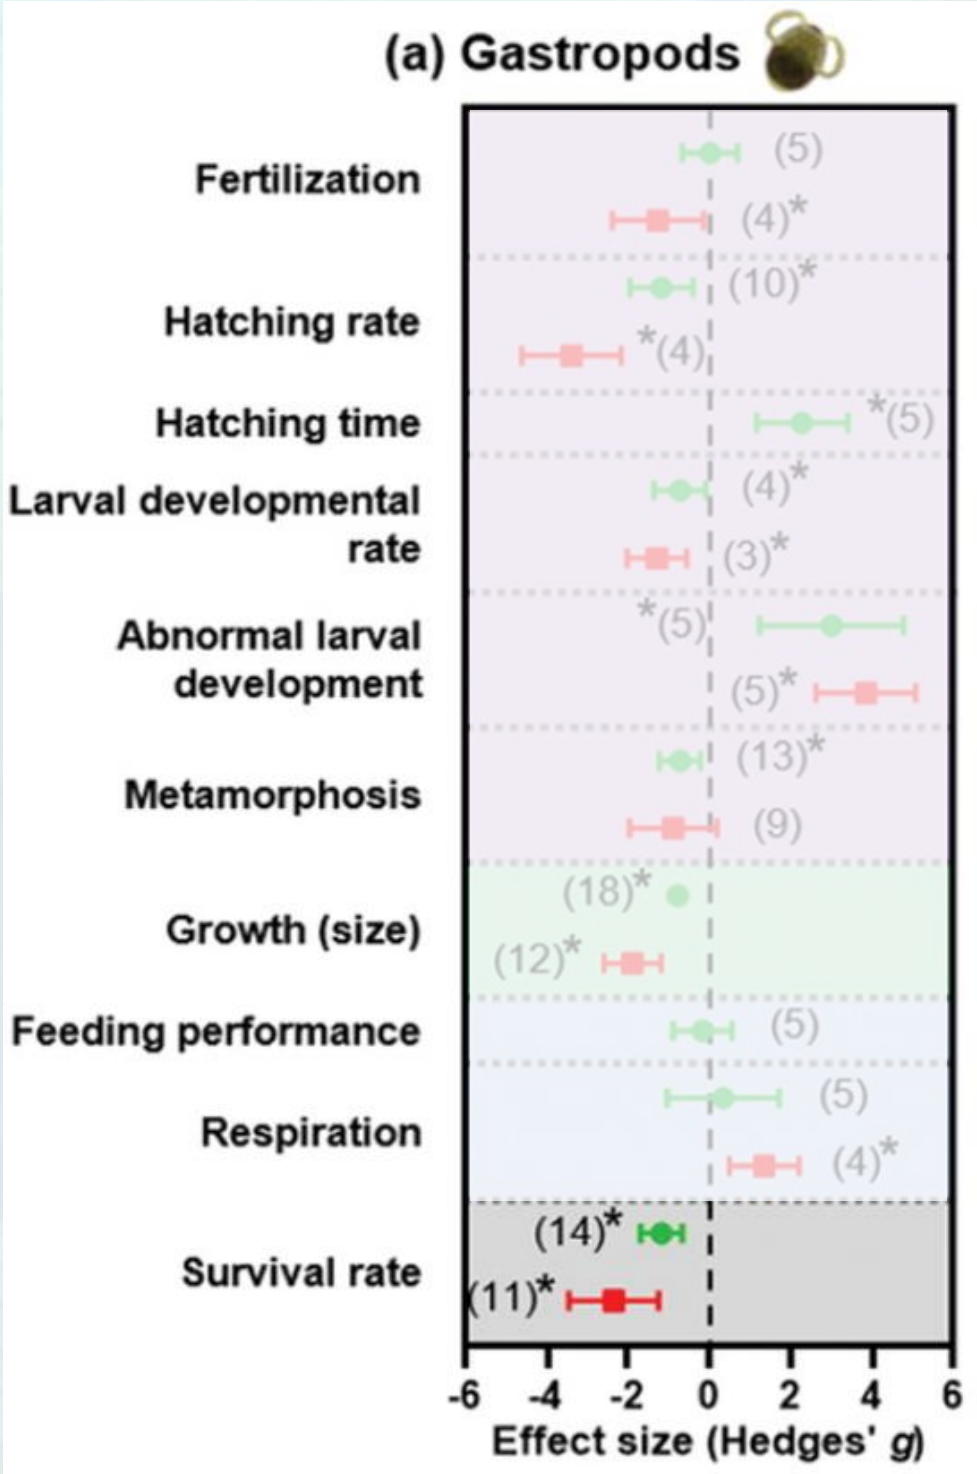 (a) Gastropods
Fertilization
(5)
(4)*
Hatching rate
(10)*
*(4)
Hatching time
*(5)
Larval developmental
rate
(4)*
(3)*
Abnormal larval
development
*(5)
(5)*
Metamorphosis
(13)*
(9)
Growth (size)
(18)*
(12)*
Feeding performance
(5)
Respiration
(5)
(4)*
Survival rate
(14)*
(11)*
-6 -4 -2 0 2 4 6
Effect size (Hedges' g)